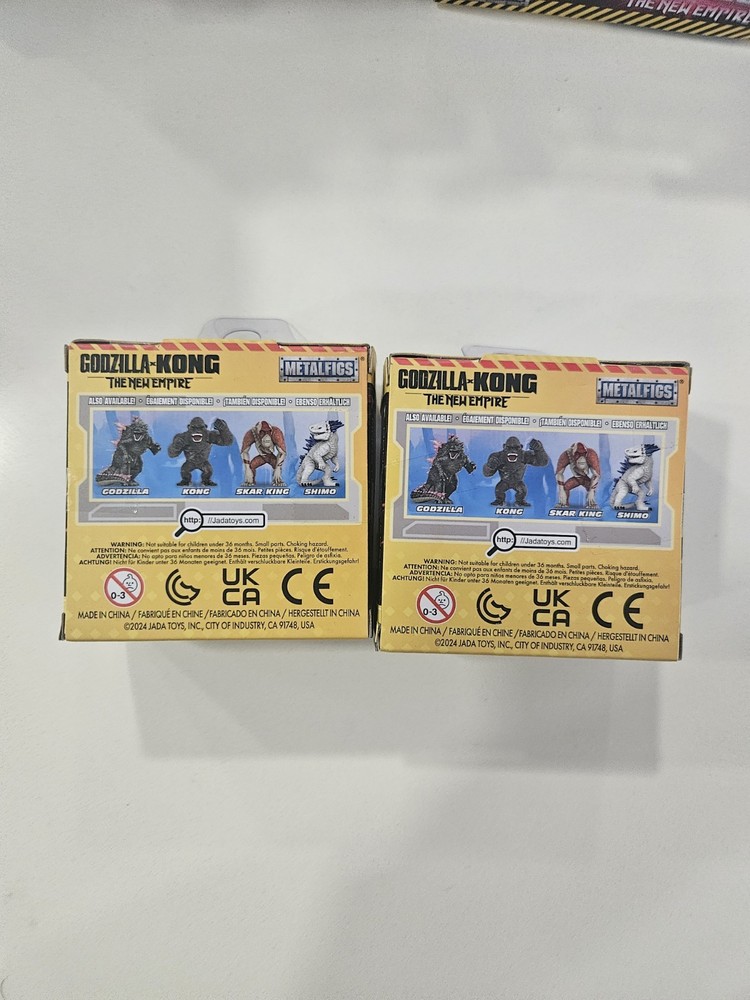 THE NEW EMPIRE
GODZILLA x KONG
THE NEW EMPIRE
METALFIGS
ALSO AVAILABLE! • ÉGALEMENT DISPONIBLE! • ¡TAMBIÉN DISPONIBLE! • EBENSO ERHÄLTLICH
GODZILLA KONG SKAR KING SHIMO
http: //Jadatoys.com
WARNING: Not suitable for children under 36 months. Small parts. Choking hazard.
ATTENTION: Ne convient pas aux enfants de moins de 36 mois. Petites pièces. Risque d'étouffement.
ADVERTENCIA: No apto para niños menores de 36 meses. Piezas pequeñas. Peligro de asfixia.
ACHTUNG! Nicht für Kinder unter 36 Monaten geeignet. Enthält verschluckbare Kleinteile. Erstickungsgefahr!
0-3
UK
CA
CE
MADE IN CHINA / FABRIQUÉ EN CHINE / FABRICADO EN CHINA / HERGESTELLT IN CHINA
©2024 JADA TOYS, INC., CITY OF INDUSTRY, CA 91748, USA
GODZILLA x KONG
THE NEW EMPIRE
METALFIGS
ALSO AVAILABLE! • ÉGALEMENT DISPONIBLE! • ¡TAMBIÉN DISPONIBLE! • EBENSO ERHÄLTLICH
GODZILLA KONG SKAR KING SHIMO
http: //Jadatoys.com
WARNING: Not suitable for children under 36 months. Small parts. Choking hazard.
ATTENTION: Ne convient pas aux enfants de moins de 36 mois. Petites pièces. Risque d'étouffement.
ADVERTENCIA: No apto para niños menores de 36 meses. Piezas pequeñas. Peligro de asfixia.
ACHTUNG! Nicht für Kinder unter 36 Monaten geeignet. Enthält verschluckbare Kleinteile. Erstickungsgefahr!
0-3
UK
CA
CE
MADE IN CHINA / FABRIQUÉ EN CHINE / FABRICADO EN CHINA / HERGESTELLT IN CHINA
©2024 JADA TOYS, INC., CITY OF INDUSTRY, CA 91748, USA